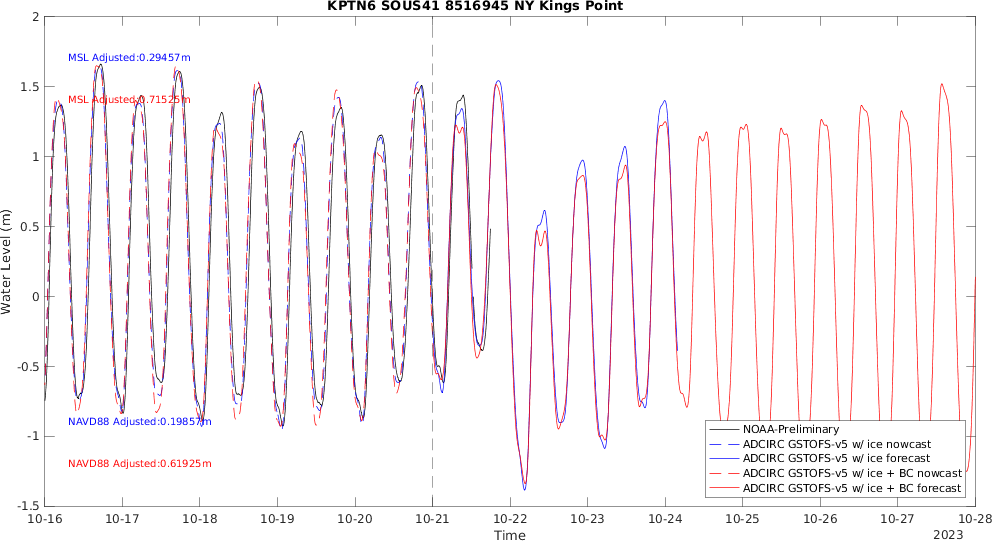 KPTN6 SOUS41 8516945 NY Kings Point
Water Level (m)
2
1.5
1
0.5
0
-0.5
-1
-1.5
MSL Adjusted:0.29457m
MSL Adjusted:0.71525m
NAVD88 Adjusted:0.19857m
NAVD88 Adjusted:0.61925m
NOAA-Preliminary
ADCIRC GSTOFS-v5 w/ ice nowcast
ADCIRC GSTOFS-v5 w/ ice forecast
ADCIRC GSTOFS-v5 w/ ice + BC nowcast
ADCIRC GSTOFS-v5 w/ ice + BC forecast
10-16 10-17 10-18 10-19 10-20 10-21 10-22 10-23 10-24 10-25 10-26 10-27 10-28
Time
2023